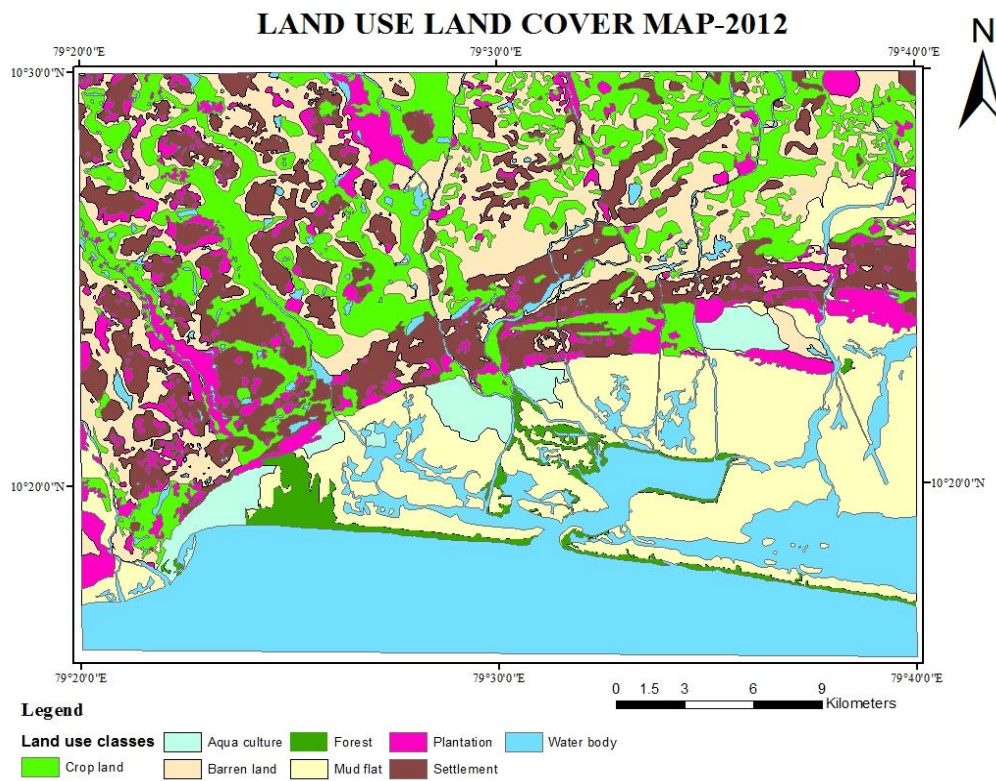 LAND USE LAND COVER MAP-2012
N
79°20'0"E 79°30'0"E 79°40'0"E
10°30'0"N 10°30'0"N
10°20'0"N 10°20'0"N
79°20'0"E 79°30'0"E 79°40'0"E
0 1.5 3 6 9
Kilometers
Legend
Land use classes
Aqua culture Forest Plantation Water body
Crop land Barren land Mud flat Settlement